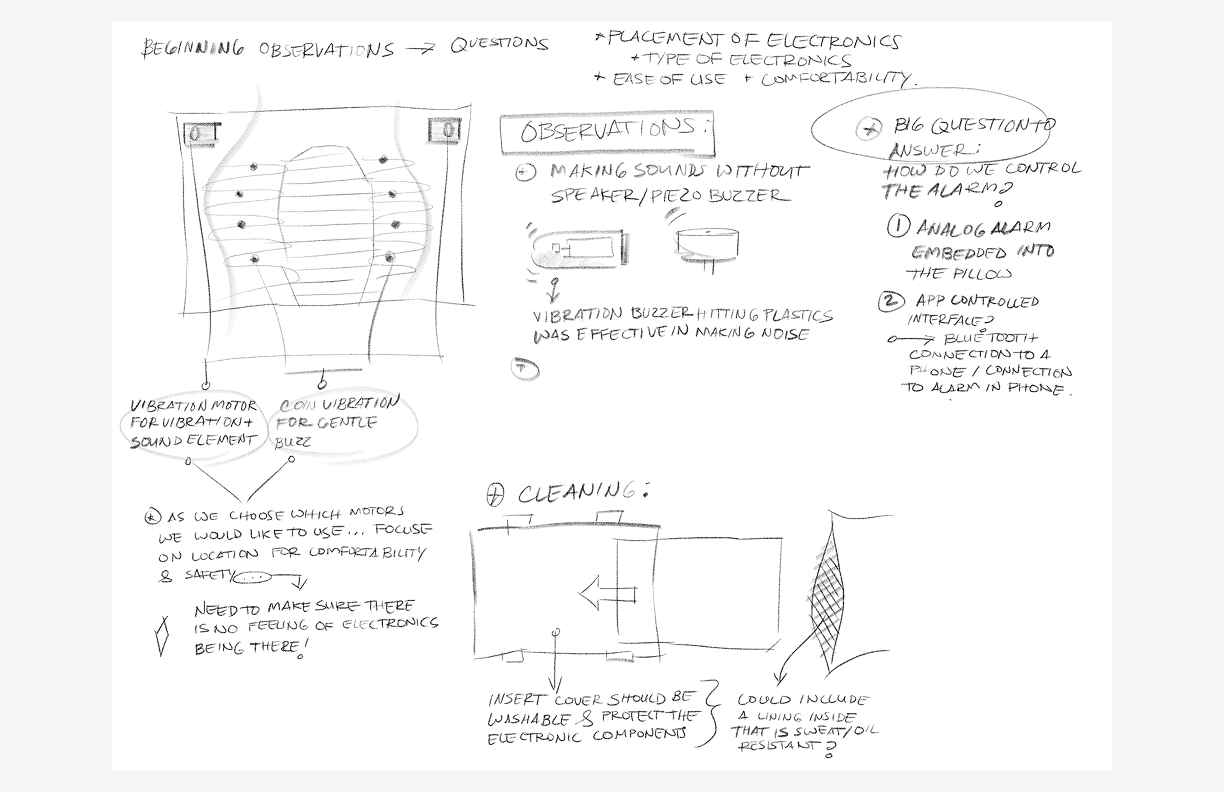 BEGINNING OBSERVATIONS → QUESTIONS
* PLACEMENT OF ELECTRONICS
+ TYPE OF ELECTRONICS
+ EASE OF USE + COMFORTABILITY.
OBSERVATIONS:
+ MAKING SOUNDS WITHOUT
SPEAKER/PIEZO BUZZER
VIBRATION BUZZER HITTING PLASTICS
WAS EFFECTIVE IN MAKING NOISE
+
* BIG QUESTION TO
ANSWER:
HOW DO WE CONTROL
THE ALARM?
1 ANALOG ALARM
EMBEDDED INTO
THE PILLOW
2 APP CONTROLLED
INTERFACE?
→ BLUETOOTH
CONNECTION TO A
PHONE / CONNECTION
TO ALARM IN PHONE.
VIBRATION MOTOR
FOR VIBRATION +
SOUND ELEMENT
COIN VIBRATION
FOR GENTLE
BUZZ
* AS WE CHOOSE WHICH MOTORS
WE WOULD LIKE TO USE... FOCUSE
ON LOCATION FOR COMFORTABILITY
& SAFETY ...
NEED TO MAKE SURE THERE
IS NO FEELING OF ELECTRONICS
BEING THERE!
+ CLEANING:
INSERT COVER SHOULD BE
WASHABLE & PROTECT THE
ELECTRONIC COMPONENTS
COULD INCLUDE
A LINING INSIDE
THAT IS SWEAT/OIL
RESISTANT?